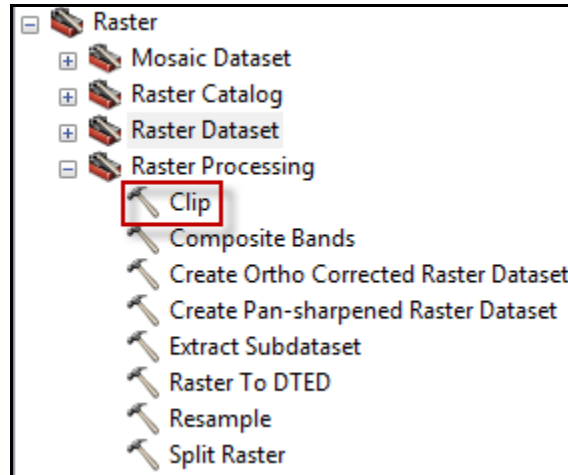 Raster
Mosaic Dataset
Raster Catalog
Raster Dataset
Raster Processing
Clip
Composite Bands
Create Ortho Corrected Raster Dataset
Create Pan-sharpened Raster Dataset
Extract Subdataset
Raster To DTED
Resample
Split Raster